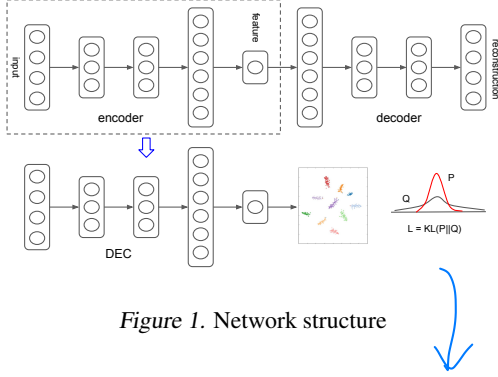 input
feature
reconstruction
encoder
decoder
DEC
P
Q
L = KL(P||Q)
Figure 1. Network structure